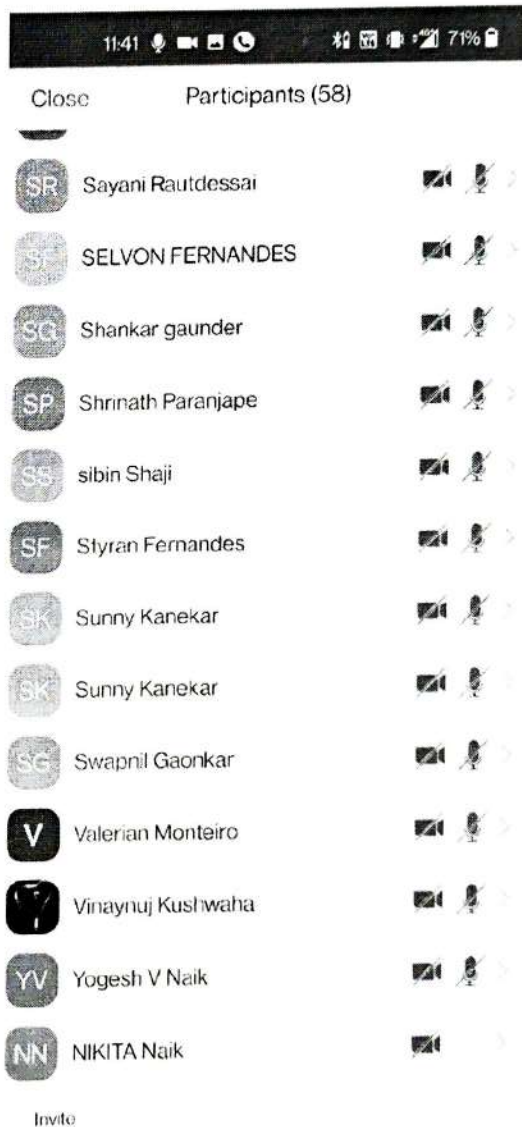 11:41 71%
Close Participants (58)
SR Sayani Rautdessai
SF SELVON FERNANDES
SG Shankar gaunder
SP Shrinath Paranjape
SS sibin Shaji
SF Styran Fernandes
SK Sunny Kanekar
SK Sunny Kanekar
SG Swapnil Gaonkar
V Valerian Monteiro
Vinaynuj Kushwaha
YV Yogesh V Naik
NN NIKITA Naik
Invite